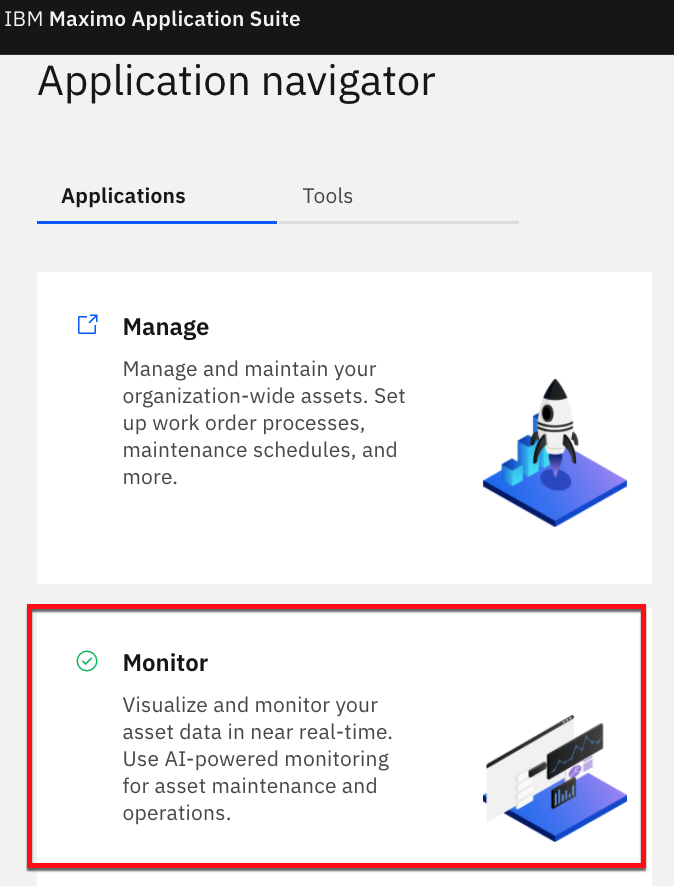 IBM Maximo Application Suite
Application navigator
Applications
Tools
Manage
Manage and maintain your
organization-wide assets. Set
up work order processes,
maintenance schedules, and
more.
Monitor
Visualize and monitor your
asset data in near real-time.
Use AI-powered monitoring
for asset maintenance and
operations.